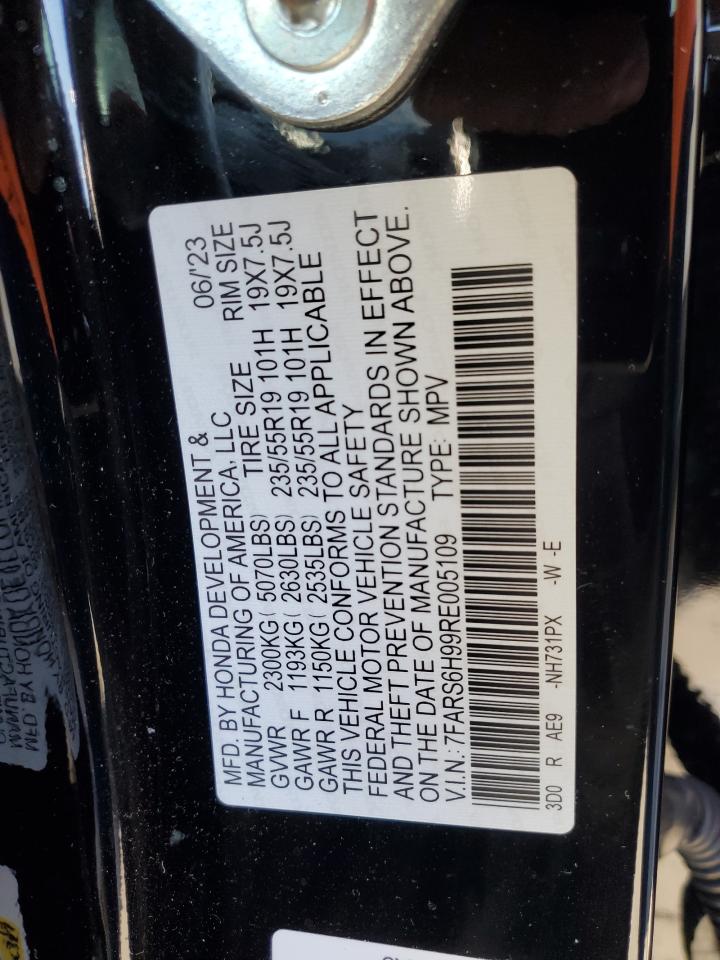 MFD. BY HONDA DEVELOPMENT & 06/'23
MANUFACTURING OF AMERICA, LLC
TIRE SIZE RIM SIZE
GVWR 2300KG( 5070LBS)
GAWR F 1193KG( 2630LBS) 235/55R19 101H 19X7.5J
GAWR R 1150KG( 2535LBS) 235/55R19 101H 19X7.5J
THIS VEHICLE CONFORMS TO ALL APPLICABLE
FEDERAL MOTOR VEHICLE SAFETY
AND THEFT PREVENTION STANDARDS IN EFFECT
ON THE DATE OF MANUFACTURE SHOWN ABOVE.
V.I.N.: 7FARS6H99RE005109 TYPE: MPV
3D0 R AE9 -NH731PX -W -E